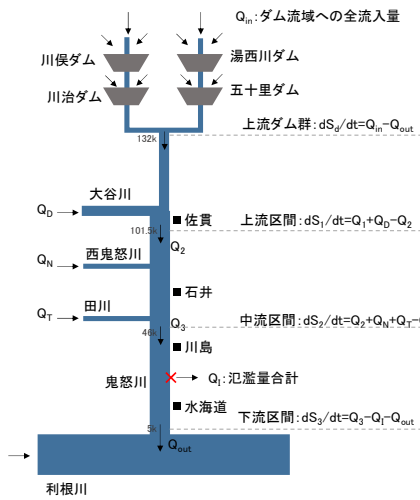 Qin: ダム流域への全流入量
川俣ダム
湯西川ダム
川治ダム
五十里ダム
上流ダム群: dSd/dt=Qin−Qout
132k
大谷川
QD
佐貫
上流区間: dS1/dt=Q1+QD−Q2
101.5k
Q2
西鬼怒川
QN
石井
田川
QT
Q3
中流区間: dS2/dt=Q2+QN+QT−
46k
川島
鬼怒川
QI: 氾濫量合計
水海道
下流区間: dS3/dt=Q3−QI−Qout
5k
Qout
利根川